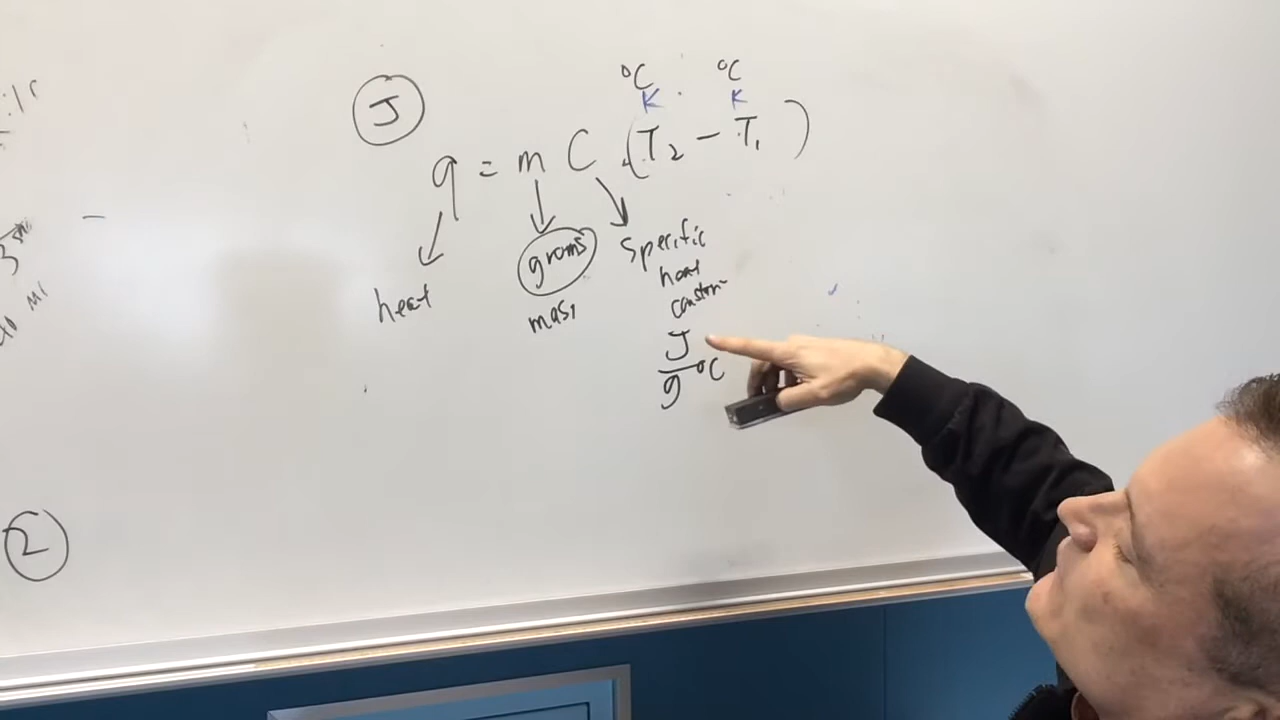 J
°C °C
K K
q = m C (T₂ - T₁)
heat
grams
mass
specific
heat
J
g °C
2